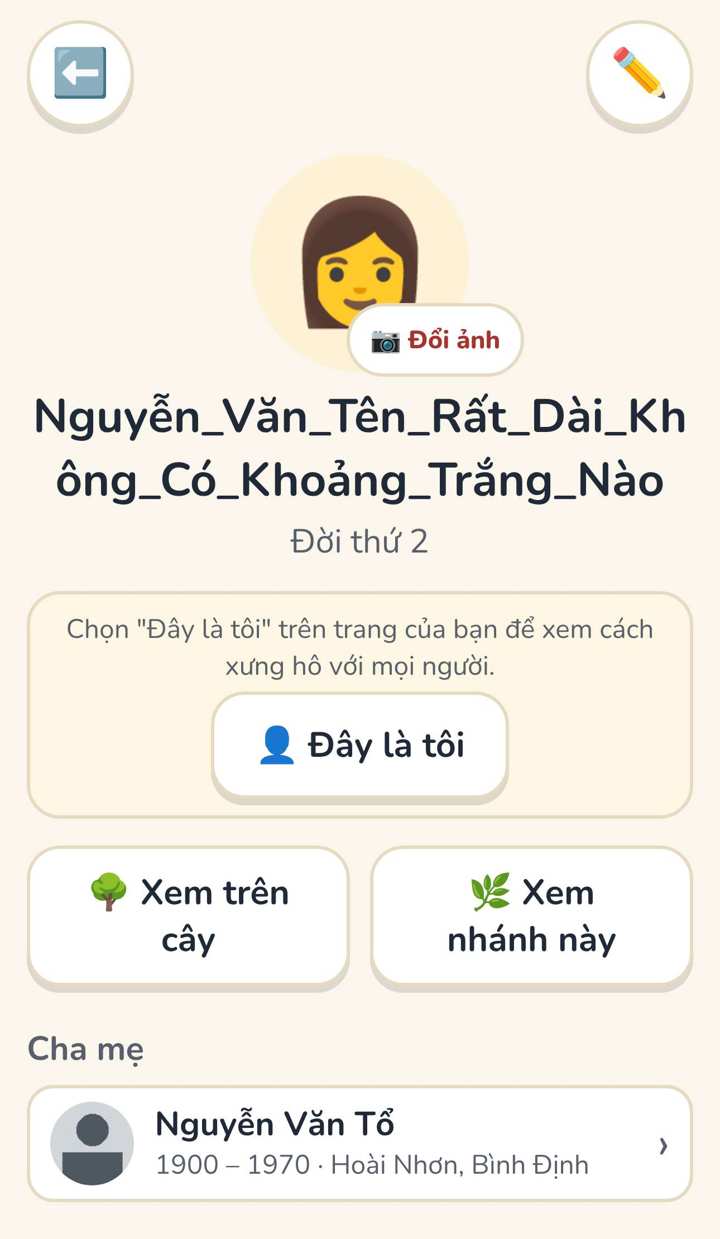 Đổi ảnh
Nguyễn_Văn_Tên_Rất_Dài_Kh
ông_Có_Khoảng_Trắng_Nào
Đời thứ 2
Chọn "Đây là tôi" trên trang của bạn để xem cách
xưng hô với mọi người.
Đây là tôi
Xem trên
cây
Xem
nhánh này
Cha mẹ
Nguyễn Văn Tổ
1900 – 1970 · Hoài Nhơn, Bình Định